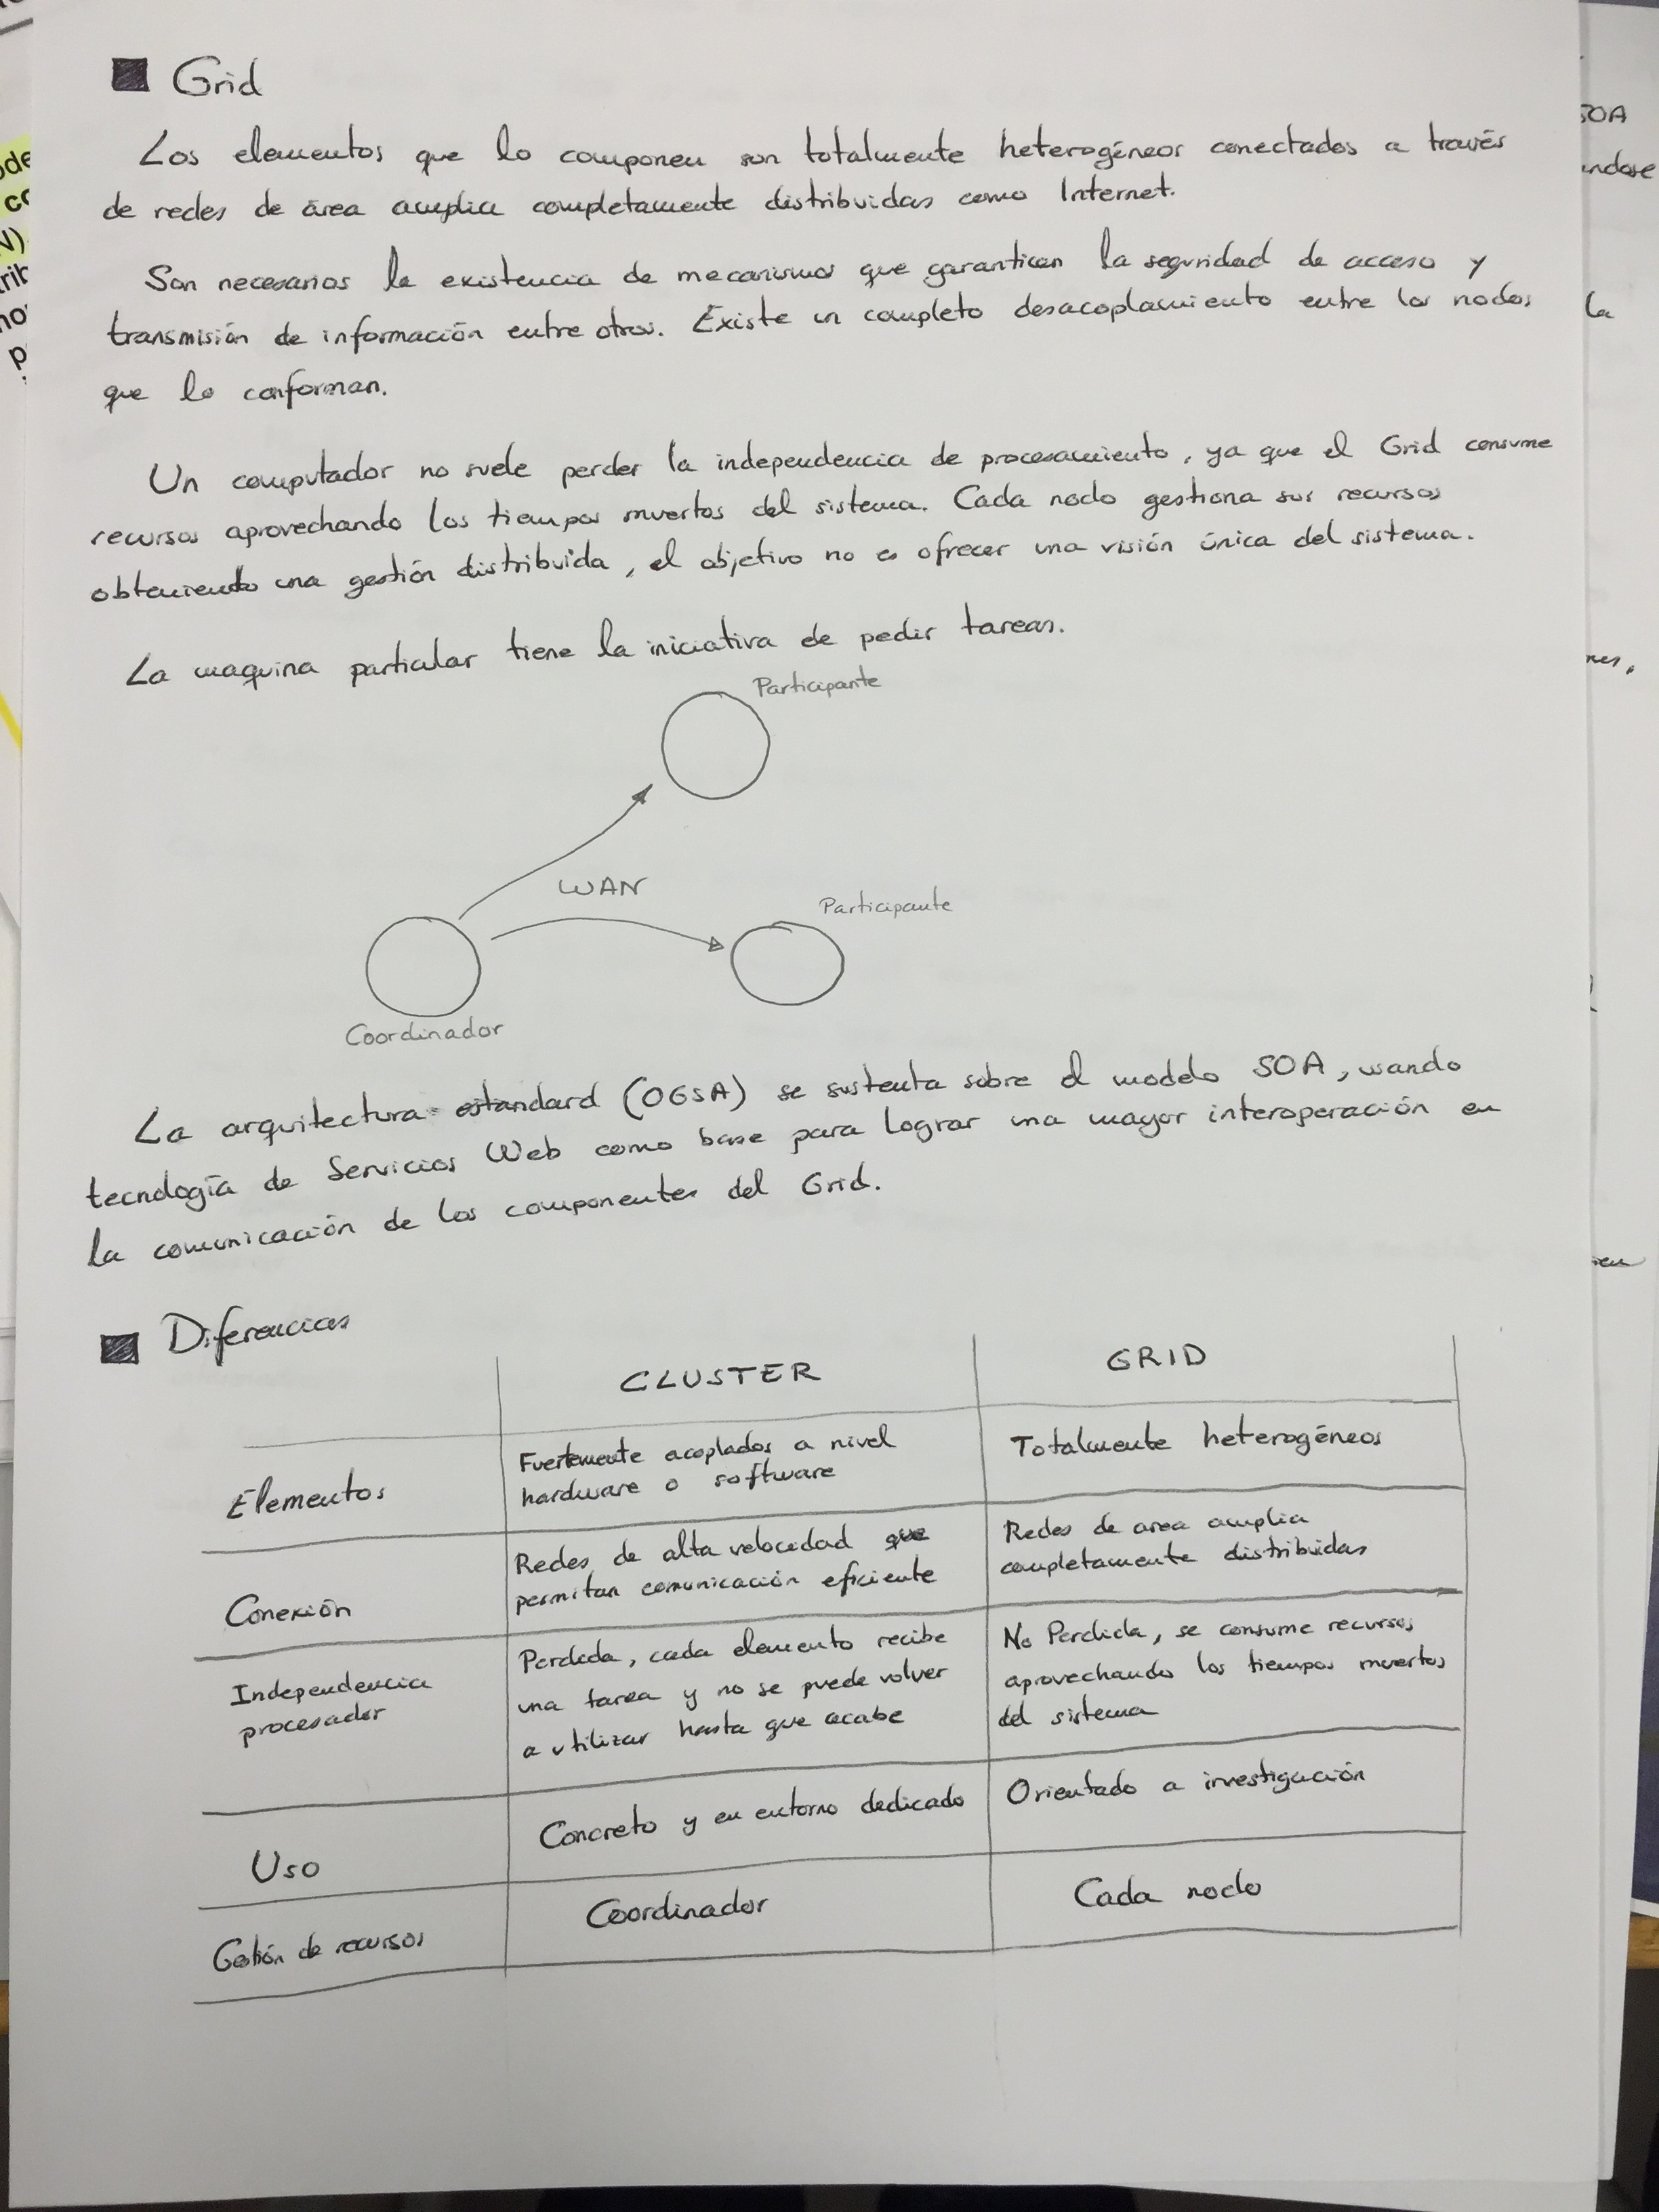 Grid
Los elementos que lo componen son totalmente heterogéneos conectados a través
de redes de área amplia completamente distribuidas como Internet.
Son necesarios la existencia de mecanismos que garanticen la seguridad de acceso y
transmisión de información entre otros. Existe un completo desacoplamiento entre los nodos
que lo conforman.
Un computador no suele perder la independencia de procesamiento, ya que el Grid consume
recursos aprovechando los tiempos muertos del sistema. Cada nodo gestiona sus recursos
obteniendo una gestión distribuida, el objetivo no es ofrecer una visión única del sistema.
La maquina particular tiene la iniciativa de pedir tareas.
Participante
WAN
Participante
Coordinador
La arquitectura estandard (OGSA) se sustenta sobre el modelo SOA, usando
tecnología de Servicios Web como base para lograr una mayor interoperación en
la comunicación de los componentes del Grid.
Diferencias
CLUSTER GRID
Elementos
Fuertemente acoplados a nivel
hardware o software
Totalmente heterogéneos
Conexión
Redes de alta velocidad que
permitan comunicación eficiente
Redes de area amplia
completamente distribuidas
Independencia
procesador
Perdida, cada elemento recibe
una tarea y no se puede volver
a utilizar hasta que acabe
No Perdida, se consume recursos
aprovechando los tiempos muertos
del sistema
Uso
Concreto y en entorno dedicado
Orientado a investigación
Gestión de recursos
Coordinador
Cada nodo
SOA
la